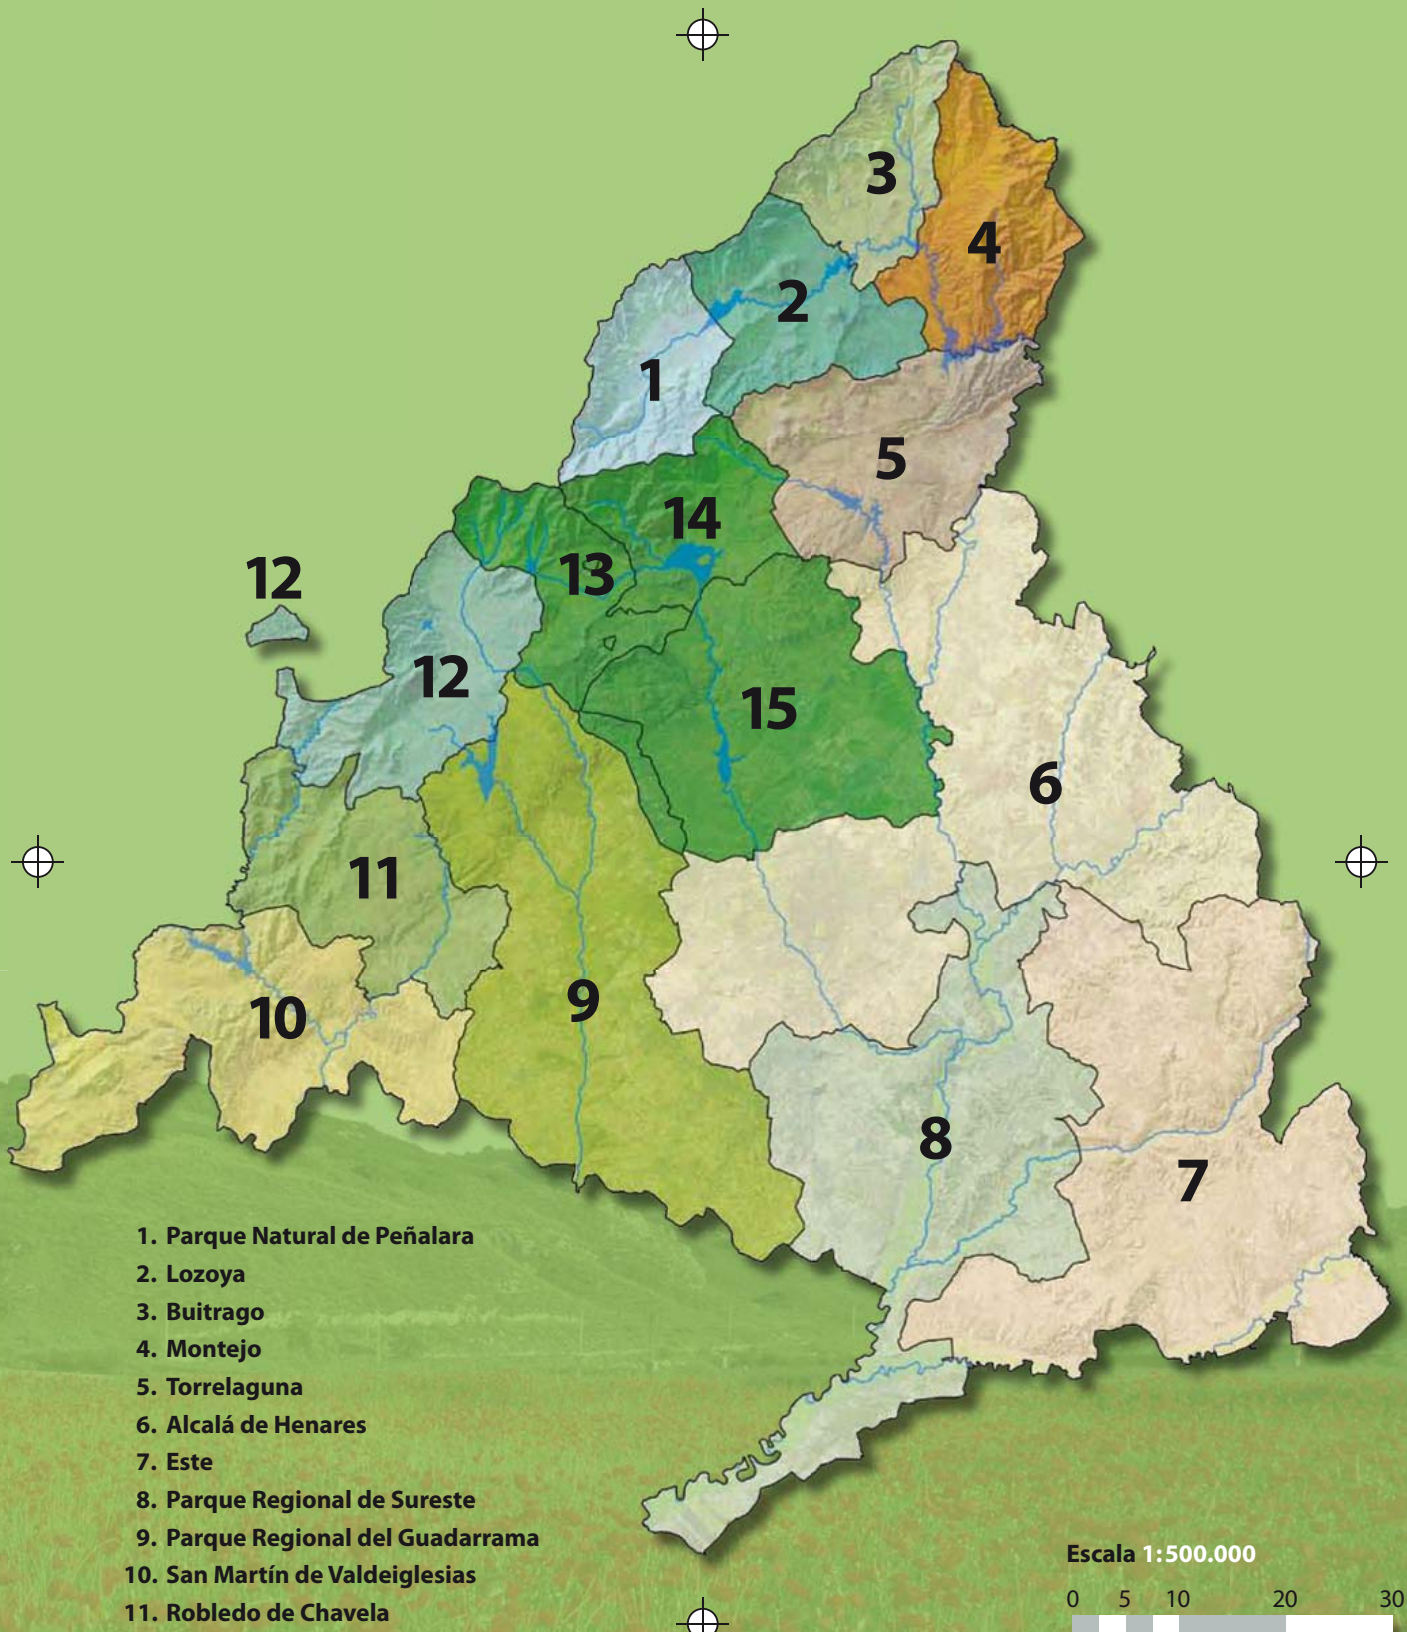 3
4
2
1
5
14
13
12
12
15
6
11
10
9
8
7
1. Parque Natural de Peñalara
2. Lozoya
3. Buitrago
4. Montejo
5. Torrelaguna
6. Alcalá de Henares
7. Este
8. Parque Regional de Sureste
9. Parque Regional del Guadarrama
10. San Martín de Valdeiglesias
11. Robledo de Chavela
Escala 1:500.000
0 5 10 20 30